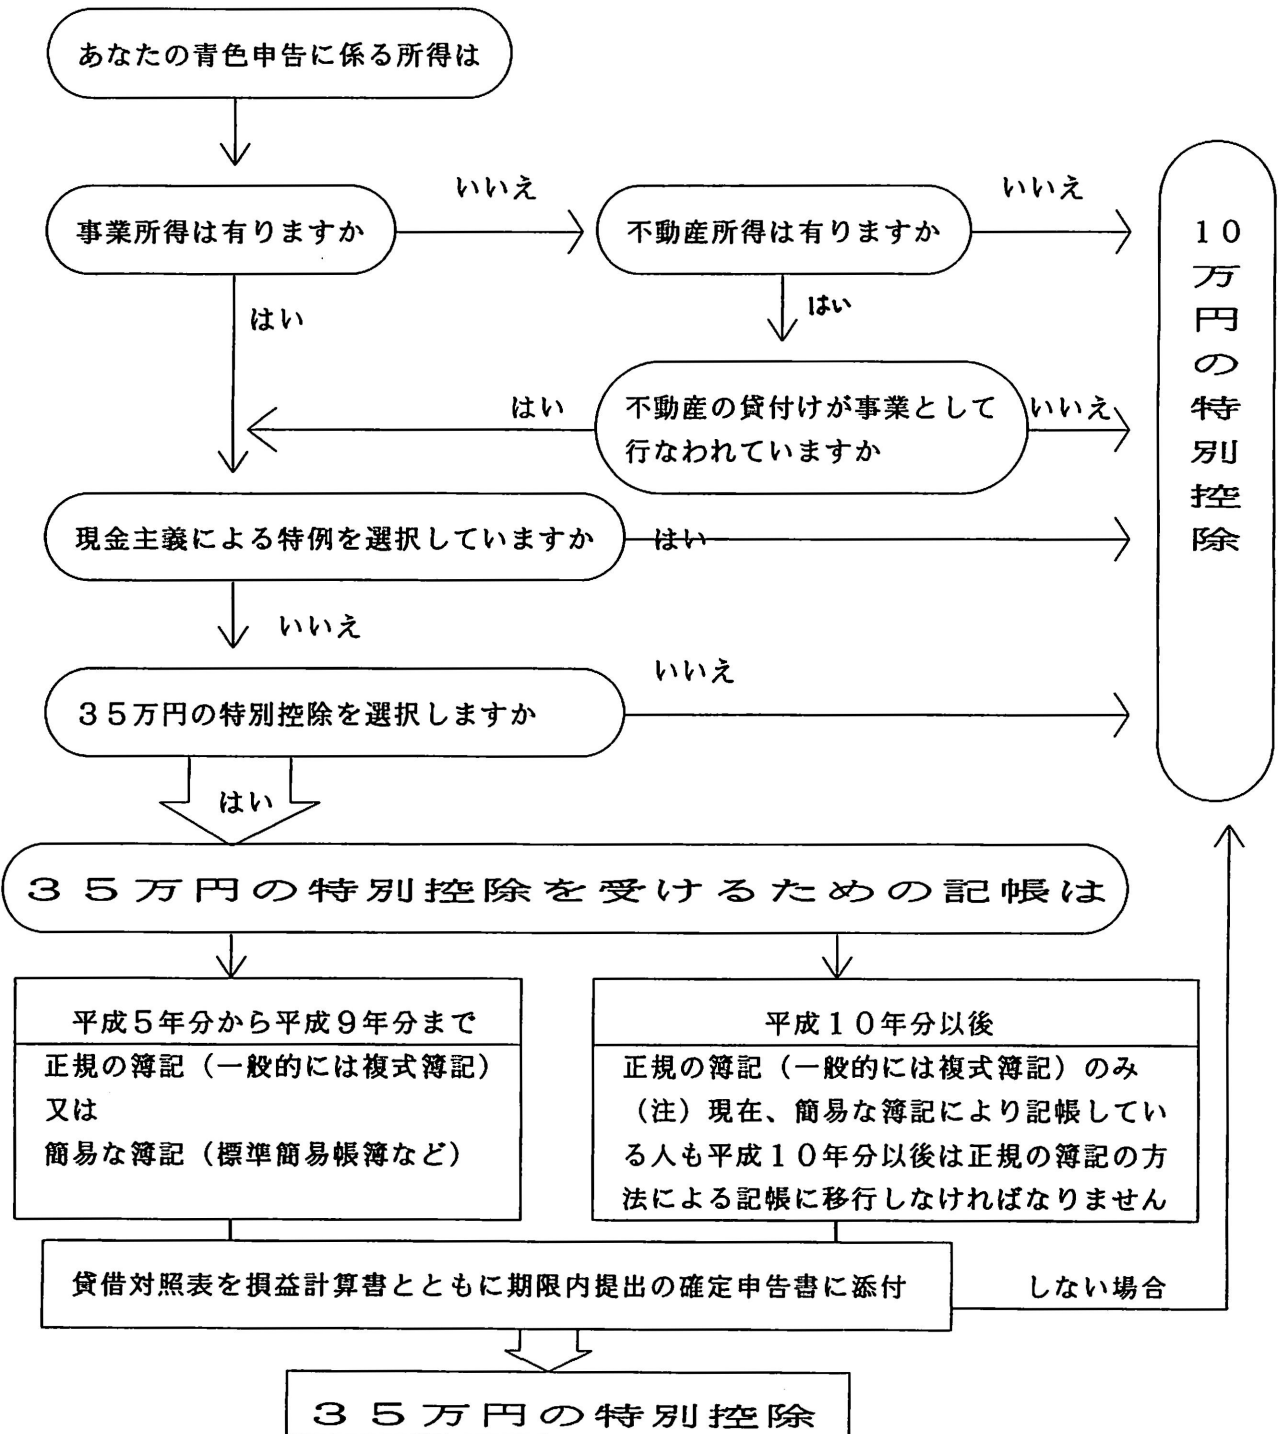 あなたの青色申告に係る所得は
事業所得は有りますか
いいえ
不動産所得は有りますか
いいえ
はい
はい
不動産の貸付けが事業として
行なわれていますか
はい
いいえ
現金主義による特例を選択していますか
はい
いいえ
35万円の特別控除を選択しますか
いいえ
はい
10万円の特別控除
35万円の特別控除を受けるための記帳は
平成5年分から平成9年分まで
正規の簿記（一般的には複式簿記）
又は
簡易な簿記（標準簡易帳簿など）
平成10年分以後
正規の簿記（一般的には複式簿記）のみ
（注）現在、簡易な簿記により記帳してい
る人も平成10年分以後は正規の簿記の方
法による記帳に移行しなければなりません
貸借対照表を損益計算書とともに期限内提出の確定申告書に添付
しない場合
35万円の特別控除